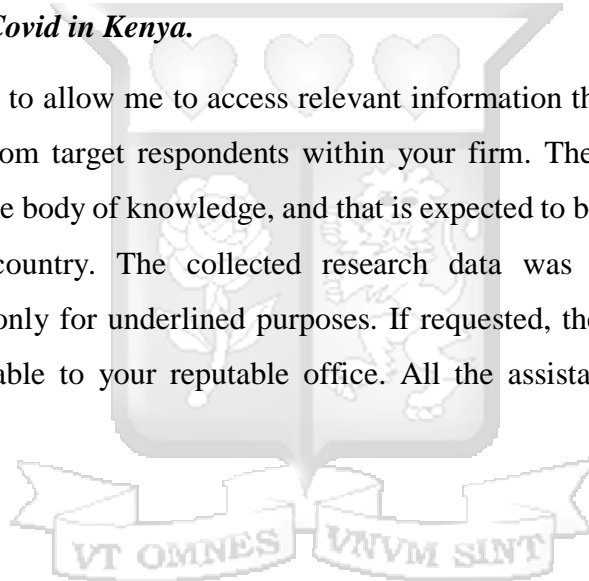 Covid in Kenya.
to allow me to access relevant information th
om target respondents within your firm. The
e body of knowledge, and that is expected to b
country. The collected research data was
only for underlined purposes. If requested, the
able to your reputable office. All the assista
VT OMNES VNVM SINT